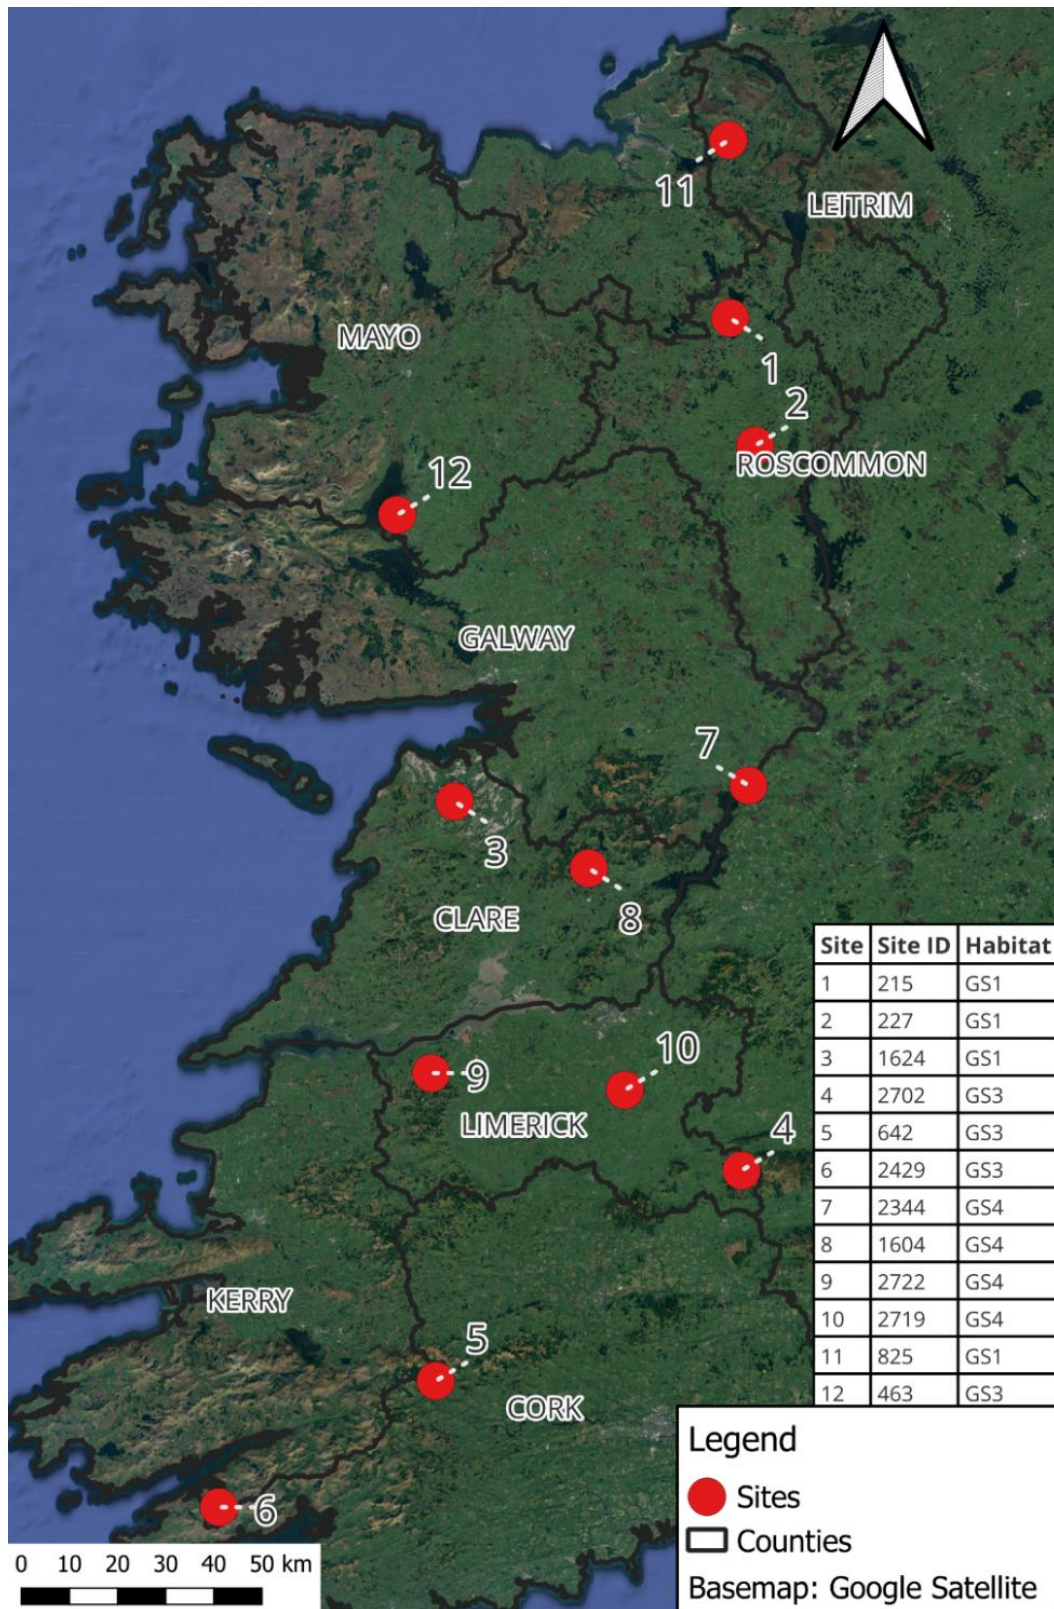 11
LEITRIM
MAYO
1
2
ROSCOMMON
12
GALWAY
7
3
8
CLARE
10
9
LIMERICK
4
KERRY
5
CORK
6
Site Site ID Habitat
1 215 GS1
2 227 GS1
3 1624 GS1
4 2702 GS3
5 642 GS3
6 2429 GS3
7 2344 GS4
8 1604 GS4
9 2722 GS4
10 2719 GS4
11 825 GS1
12 463 GS3
Legend
Sites
Counties
Basemap: Google Satellite
0 10 20 30 40 50 km